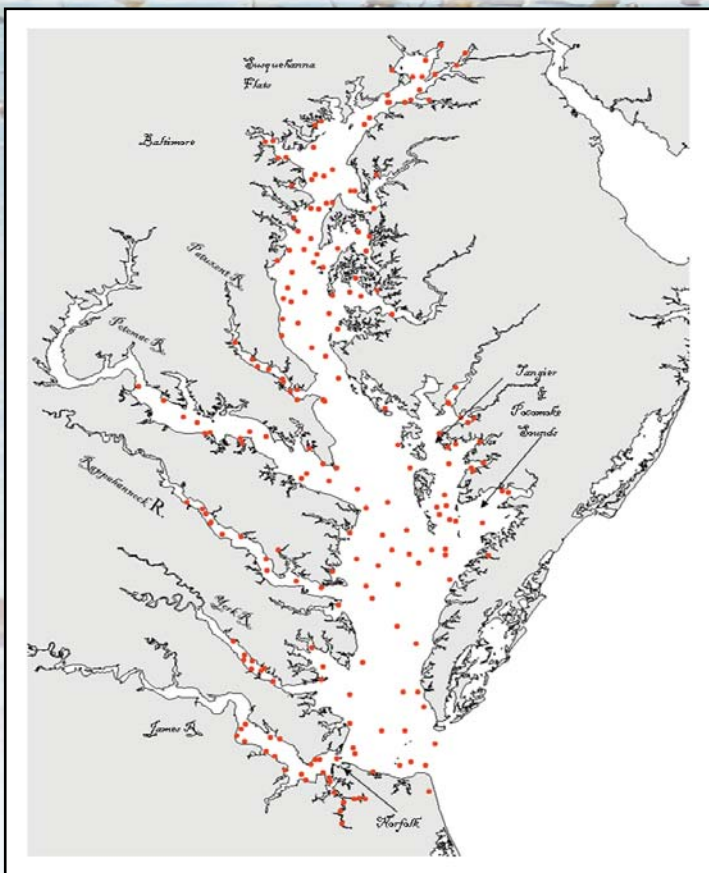 Susquehanna
Flats
Baltimore
Patuxent R.
Potomac R.
Tangier
&
Pocomoke
Sounds
Rappahannock R.
York R.
James R.
Norfolk